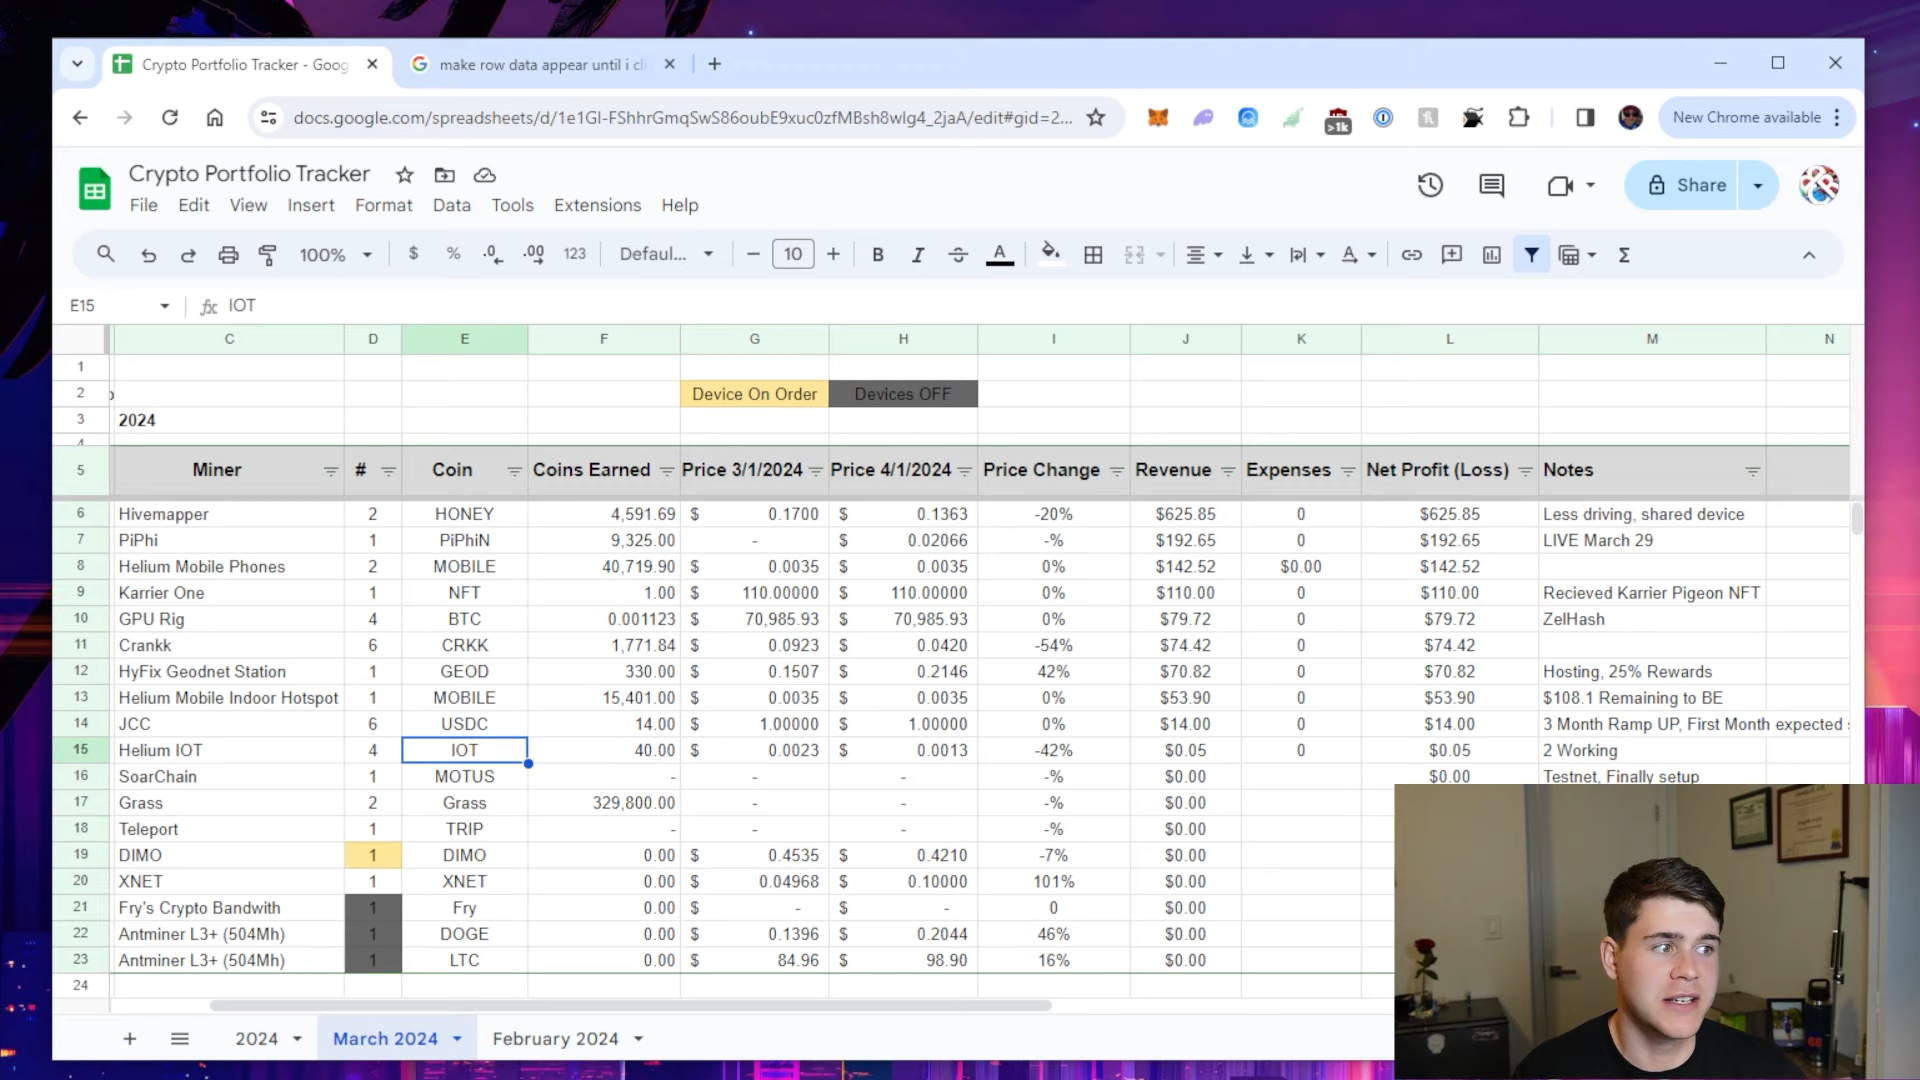 Crypto Portfolio Tracker - Goog
make row data appear until i cli
docs.google.com/spreadsheets/d/1e1Gl-FShhrGmqSwS86oubE9xuc0zfMBsh8wlg4_2jaA/edit#gid=2...
>1k
New Chrome available
Crypto Portfolio Tracker
File Edit View Insert Format Data Tools Extensions Help
Share
100% $ % .0 .00 123 Defaul... 10 B I A
E15 fx IOT
C D E F G H I J K L M N
1
2 Device On Order Devices OFF
3 2024
4
5 Miner # Coin Coins Earned Price 3/1/2024 Price 4/1/2024 Price Change Revenue Expenses Net Profit (Loss) Notes
6 Hivemapper 2 HONEY 4,591.69 $ 0.1700 $ 0.1363 -20% $625.85 0 $625.85 Less driving, shared device
7 PiPhi 1 PiPhiN 9,325.00 - $ 0.02066 -% $192.65 0 $192.65 LIVE March 29
8 Helium Mobile Phones 2 MOBILE 40,719.90 $ 0.0035 $ 0.0035 0% $142.52 $0.00 $142.52
9 Karrier One 1 NFT 1.00 $ 110.00000 $ 110.00000 0% $110.00 0 $110.00 Recieved Karrier Pigeon NFT
10 GPU Rig 4 BTC 0.001123 $ 70,985.93 $ 70,985.93 0% $79.72 0 $79.72 ZelHash
11 Crankk 6 CRKK 1,771.84 $ 0.0923 $ 0.0420 -54% $74.42 0 $74.42
12 HyFix Geodnet Station 1 GEOD 330.00 $ 0.1507 $ 0.2146 42% $70.82 0 $70.82 Hosting, 25% Rewards
13 Helium Mobile Indoor Hotspot 1 MOBILE 15,401.00 $ 0.0035 $ 0.0035 0% $53.90 0 $53.90 $108.1 Remaining to BE
14 JCC 6 USDC 14.00 $ 1.00000 $ 1.00000 0% $14.00 0 $14.00 3 Month Ramp UP, First Month expected
15 Helium IOT 4 IOT 40.00 $ 0.0023 $ 0.0013 -42% $0.05 0 $0.05 2 Working
16 SoarChain 1 MOTUS - - - -% $0.00 $0.00 Testnet, Finally setup
17 Grass 2 Grass 329,800.00 - - -% $0.00
18 Teleport 1 TRIP - - - -% $0.00
19 DIMO 1 DIMO 0.00 $ 0.4535 $ 0.4210 -7% $0.00
20 XNET 1 XNET 0.00 $ 0.04968 $ 0.10000 101% $0.00
21 Fry's Crypto Bandwith 1 Fry 0.00 $ - $ - 0 $0.00
22 Antminer L3+ (504Mh) 1 DOGE 0.00 $ 0.1396 $ 0.2044 46% $0.00
23 Antminer L3+ (504Mh) 1 LTC 0.00 $ 84.96 $ 98.90 16% $0.00
24
2024 March 2024 February 2024